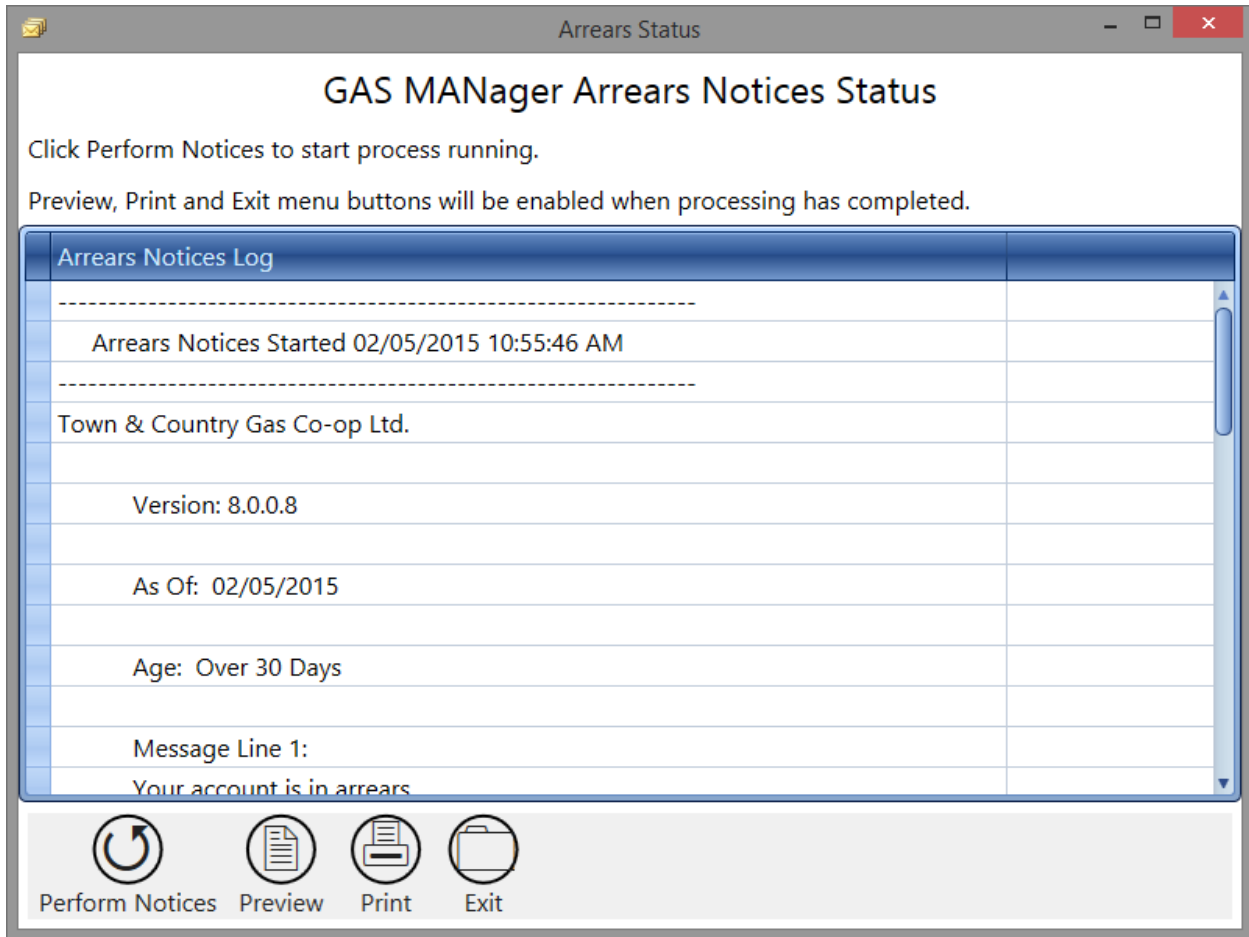 Arrears Status
GAS MANager Arrears Notices Status
Click Perform Notices to start process running.
Preview, Print and Exit menu buttons will be enabled when processing has completed.
Arrears Notices Log
----------------------------------------------------------------
Arrears Notices Started 02/05/2015 10:55:46 AM
----------------------------------------------------------------
Town & Country Gas Co-op Ltd.
Version: 8.0.0.8
As Of:  02/05/2015
Age:  Over 30 Days
Message Line 1:
Your account is in arrears
Perform Notices Preview Print Exit